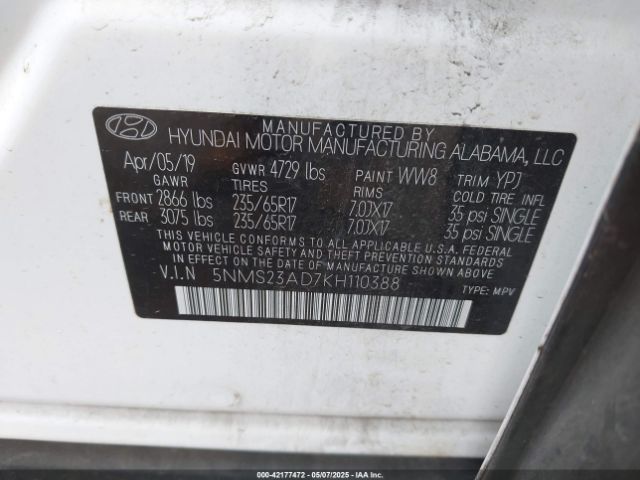 MANUFACTURED BY
HYUNDAI MOTOR MANUFACTURING ALABAMA, LLC
Apr/05/19 GVWR 4729 lbs PAINT WW8 TRIM YPJ
GAWR TIRES RIMS COLD TIRE INFL
FRONT 2866 lbs 235/65R17 7.0JX17 35 psi SINGLE
REAR 3075 lbs 235/65R17 7.0JX17 35 psi SINGLE
THIS VEHICLE CONFORMS TO ALL APPLICABLE U.S.A. FEDERAL
MOTOR VEHICLE SAFETY AND THEFT PREVENTION STANDARDS
IN EFFECT ON THE DATE OF MANUFACTURE SHOWN ABOVE.
V.I.N 5NMS23AD7KH110388
TYPE: MPV
000-42177472 - 05/07/2025 - IAAI.COM